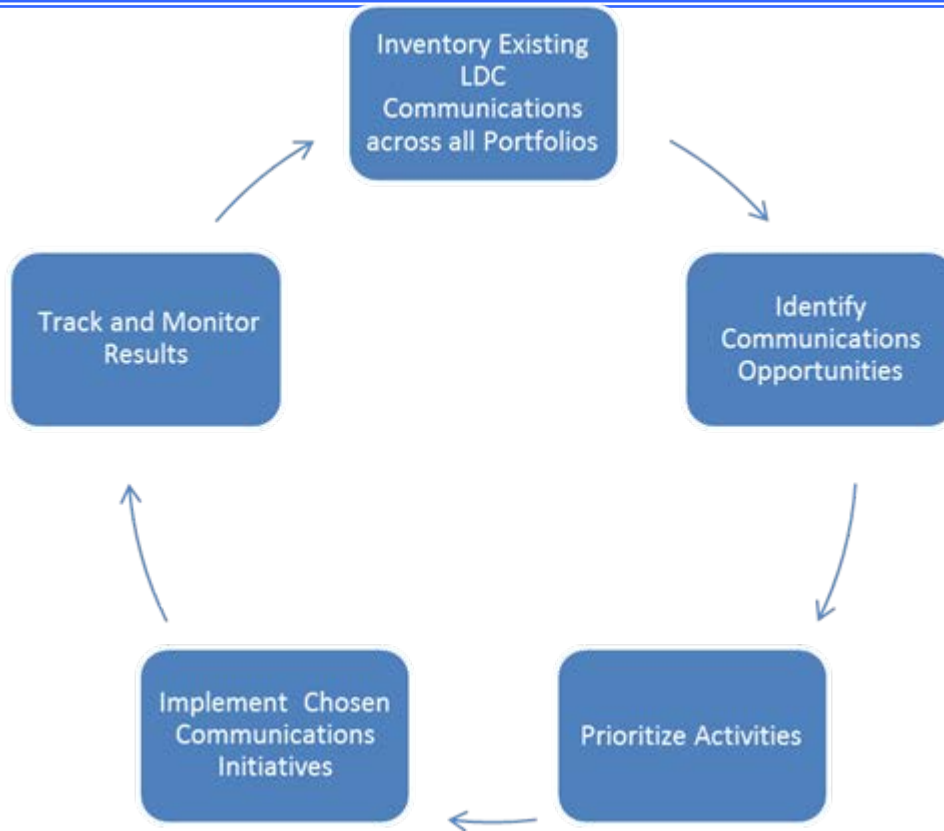 Inventory Existing
LDC
Communications
across all Portfolios
Identify
Communications
Opportunities
Prioritize Activities
Implement Chosen
Communications
Initiatives
Track and Monitor
Results